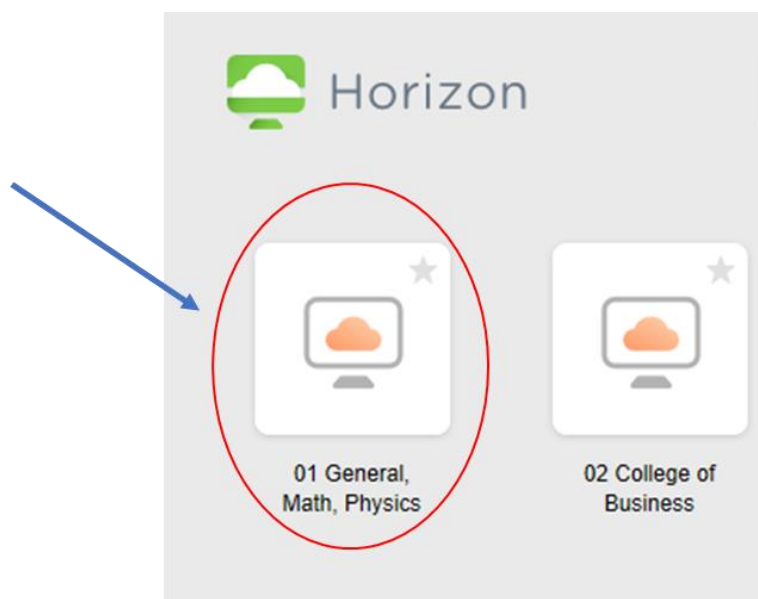 Horizon
01 General,
Math, Physics
02 College of
Business